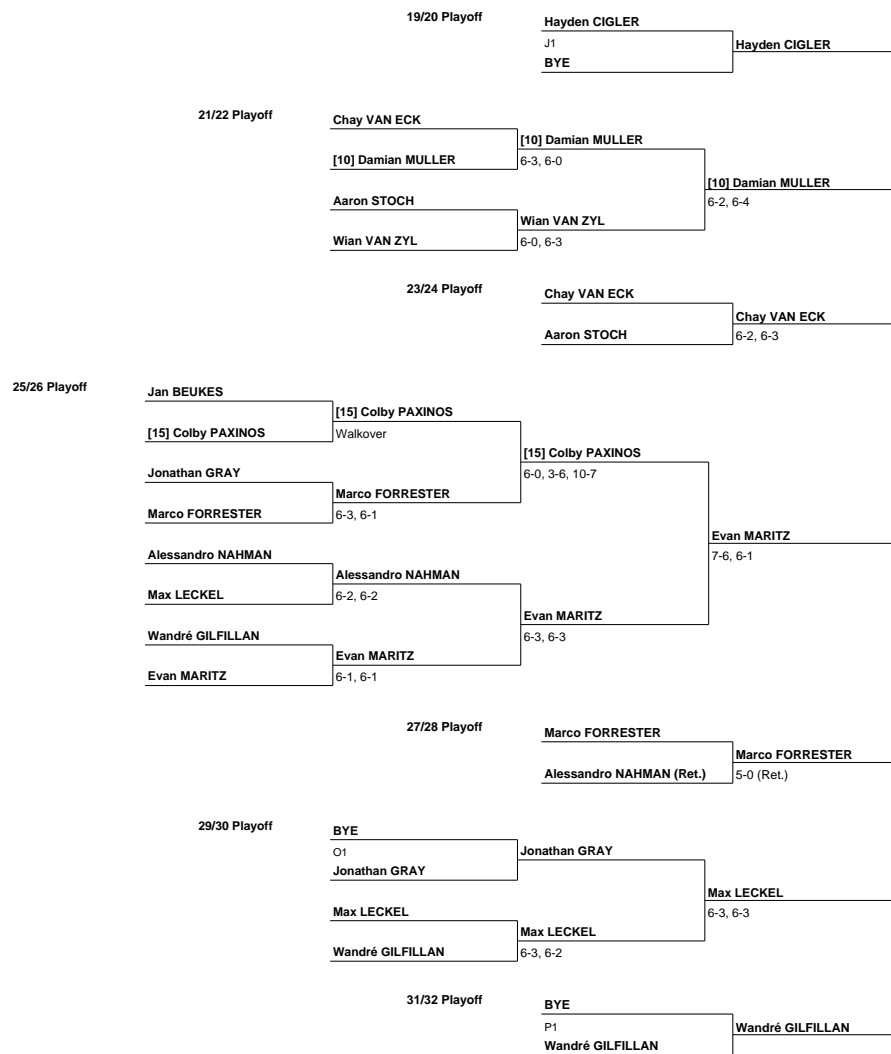 19/20 Playoff
Hayden CIGLER
J1
Hayden CIGLER
BYE
21/22 Playoff
Chay VAN ECK
[10] Damian MULLER
[10] Damian MULLER
6-3, 6-0
[10] Damian MULLER
Aaron STOCH
6-2, 6-4
Wian VAN ZYL
Wian VAN ZYL
6-0, 6-3
23/24 Playoff
Chay VAN ECK
Chay VAN ECK
Aaron STOCH
6-2, 6-3
25/26 Playoff
Jan BEUKES
[15] Colby PAXINOS
[15] Colby PAXINOS
Walkover
[15] Colby PAXINOS
Jonathan GRAY
6-0, 3-6, 10-7
Marco FORRESTER
Marco FORRESTER
6-3, 6-1
Evan MARITZ
Alessandro NAHMAN
7-6, 6-1
Alessandro NAHMAN
Max LECKEL
6-2, 6-2
Evan MARITZ
Wandré GILFILLAN
6-3, 6-3
Evan MARITZ
Evan MARITZ
6-1, 6-1
27/28 Playoff
Marco FORRESTER
Marco FORRESTER
Alessandro NAHMAN (Ret.)
5-0 (Ret.)
29/30 Playoff
BYE
O1
Jonathan GRAY
Jonathan GRAY
Max LECKEL
Max LECKEL
6-3, 6-3
Max LECKEL
Wandré GILFILLAN
6-3, 6-2
31/32 Playoff
BYE
P1
Wandré GILFILLAN
Wandré GILFILLAN